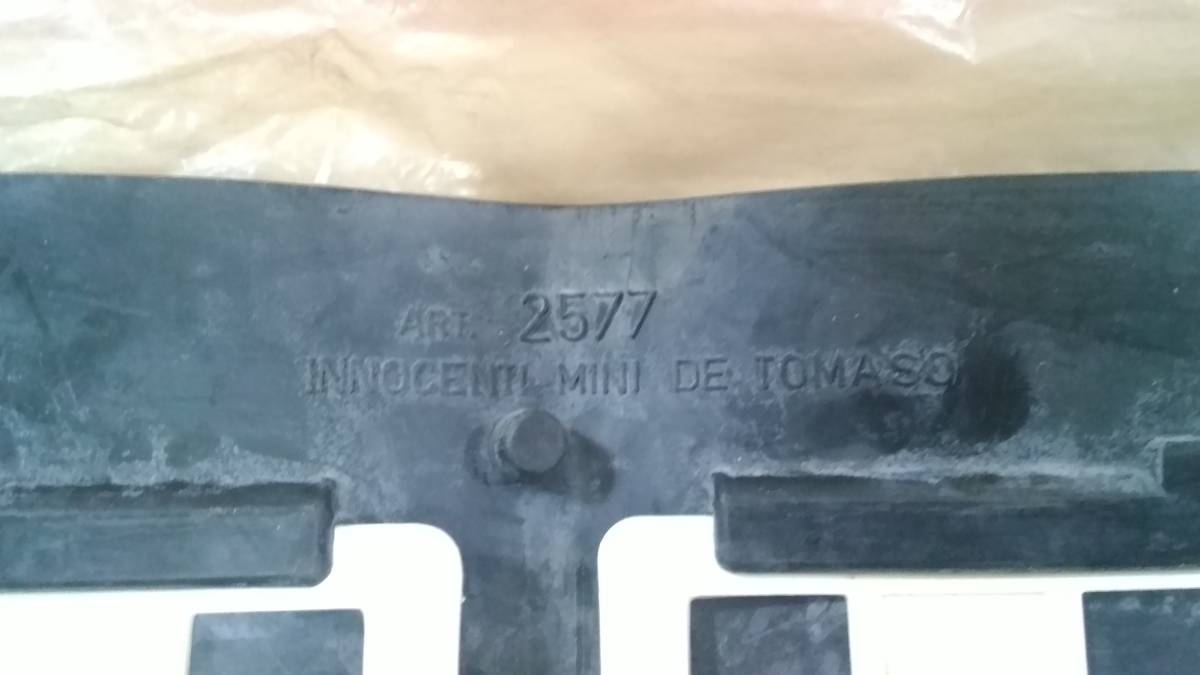 ART. 2577
INNOCENTI MINI DE TOMASO